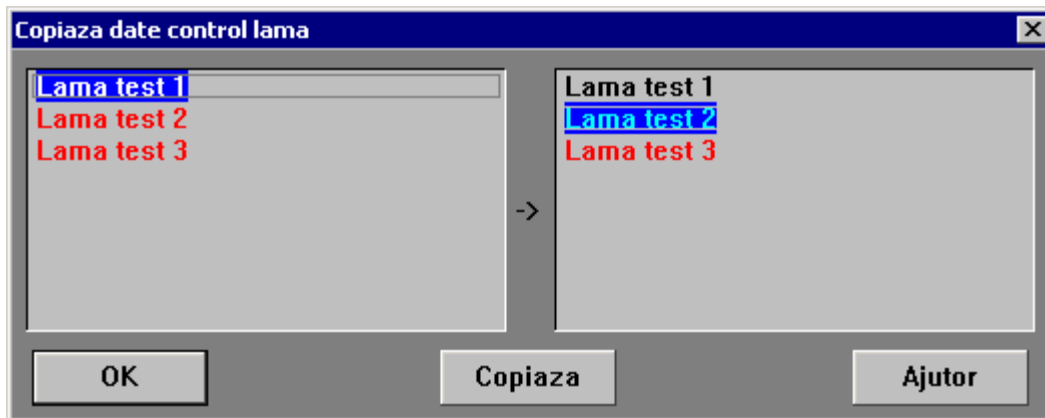 Copiaza date control lama
Lama test 1
Lama test 2
Lama test 3
->
Lama test 1
Lama test 2
Lama test 3
OK
Copiaza
Ajutor